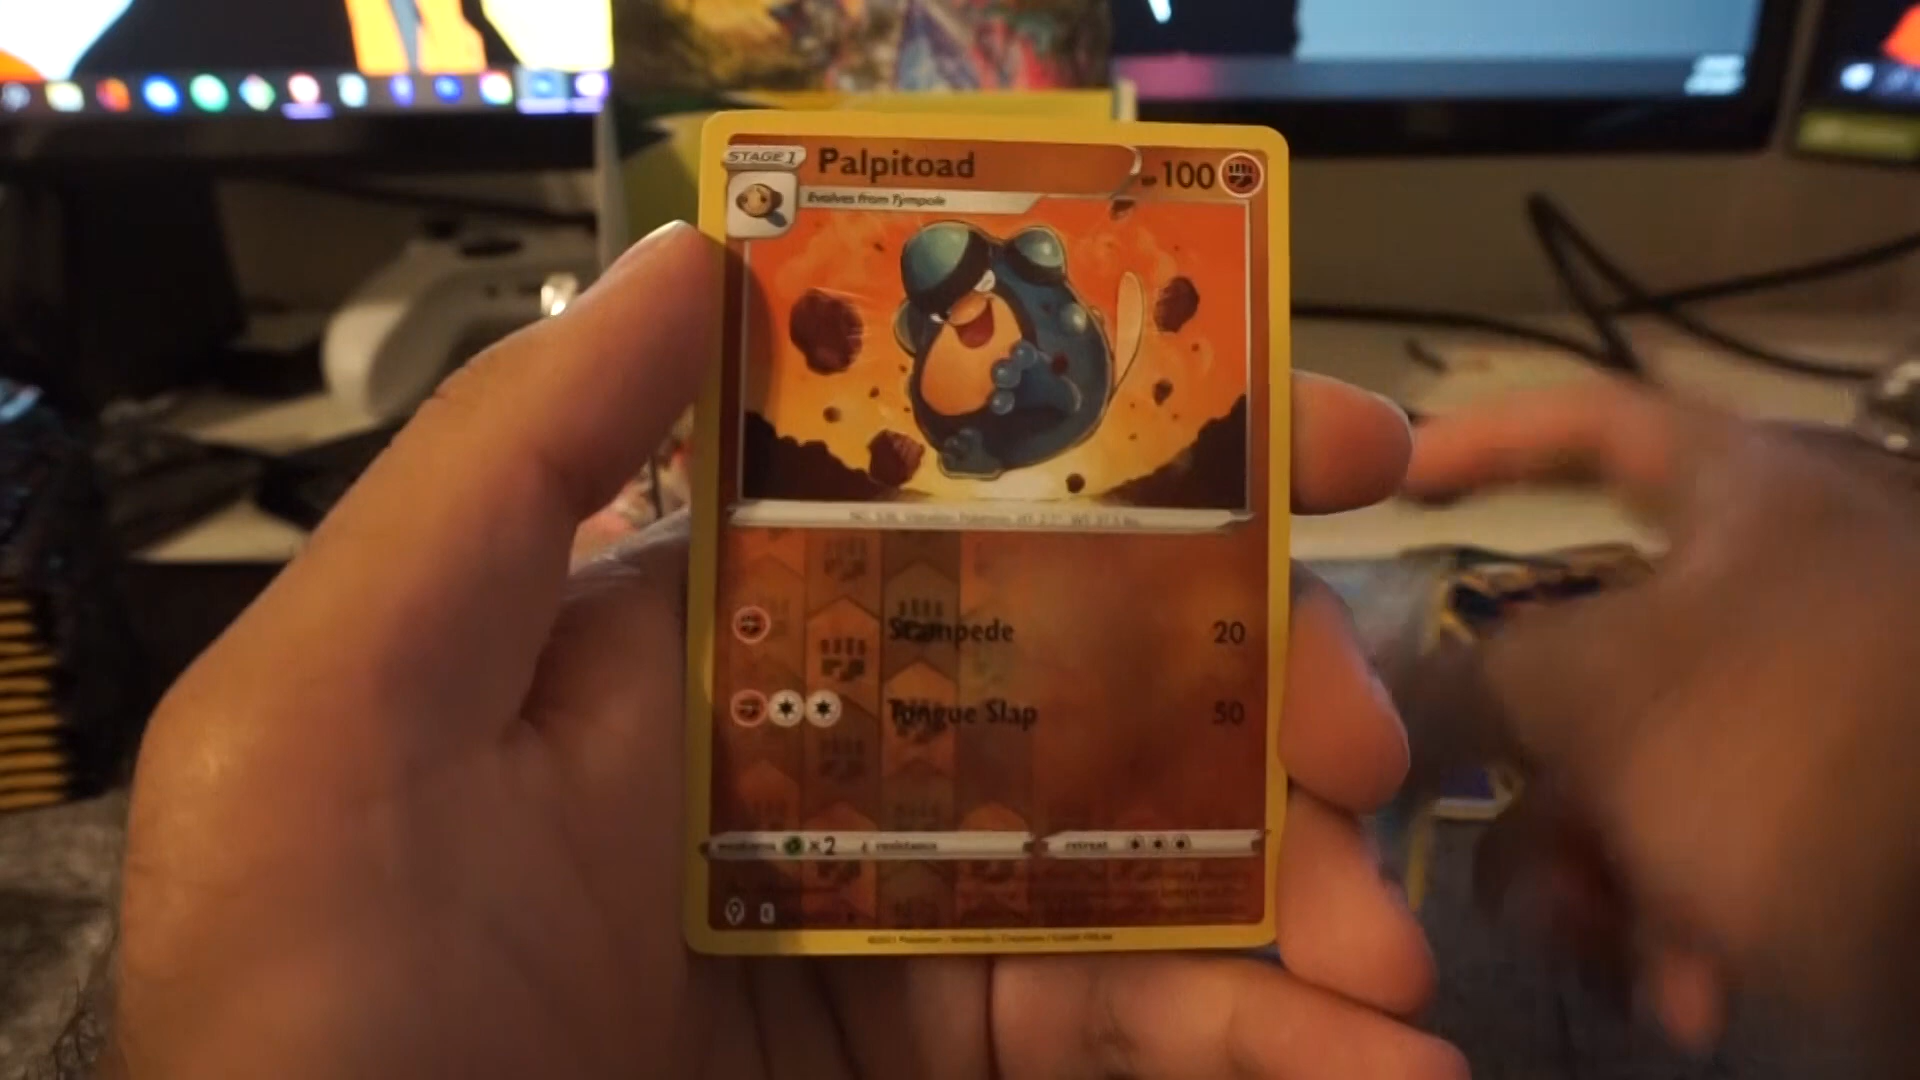 STAGE 1
Palpitoad
100
Evolves from Tympole
Stampede
20
Tongue Slap
50
weakness ×2
resistance
retreat